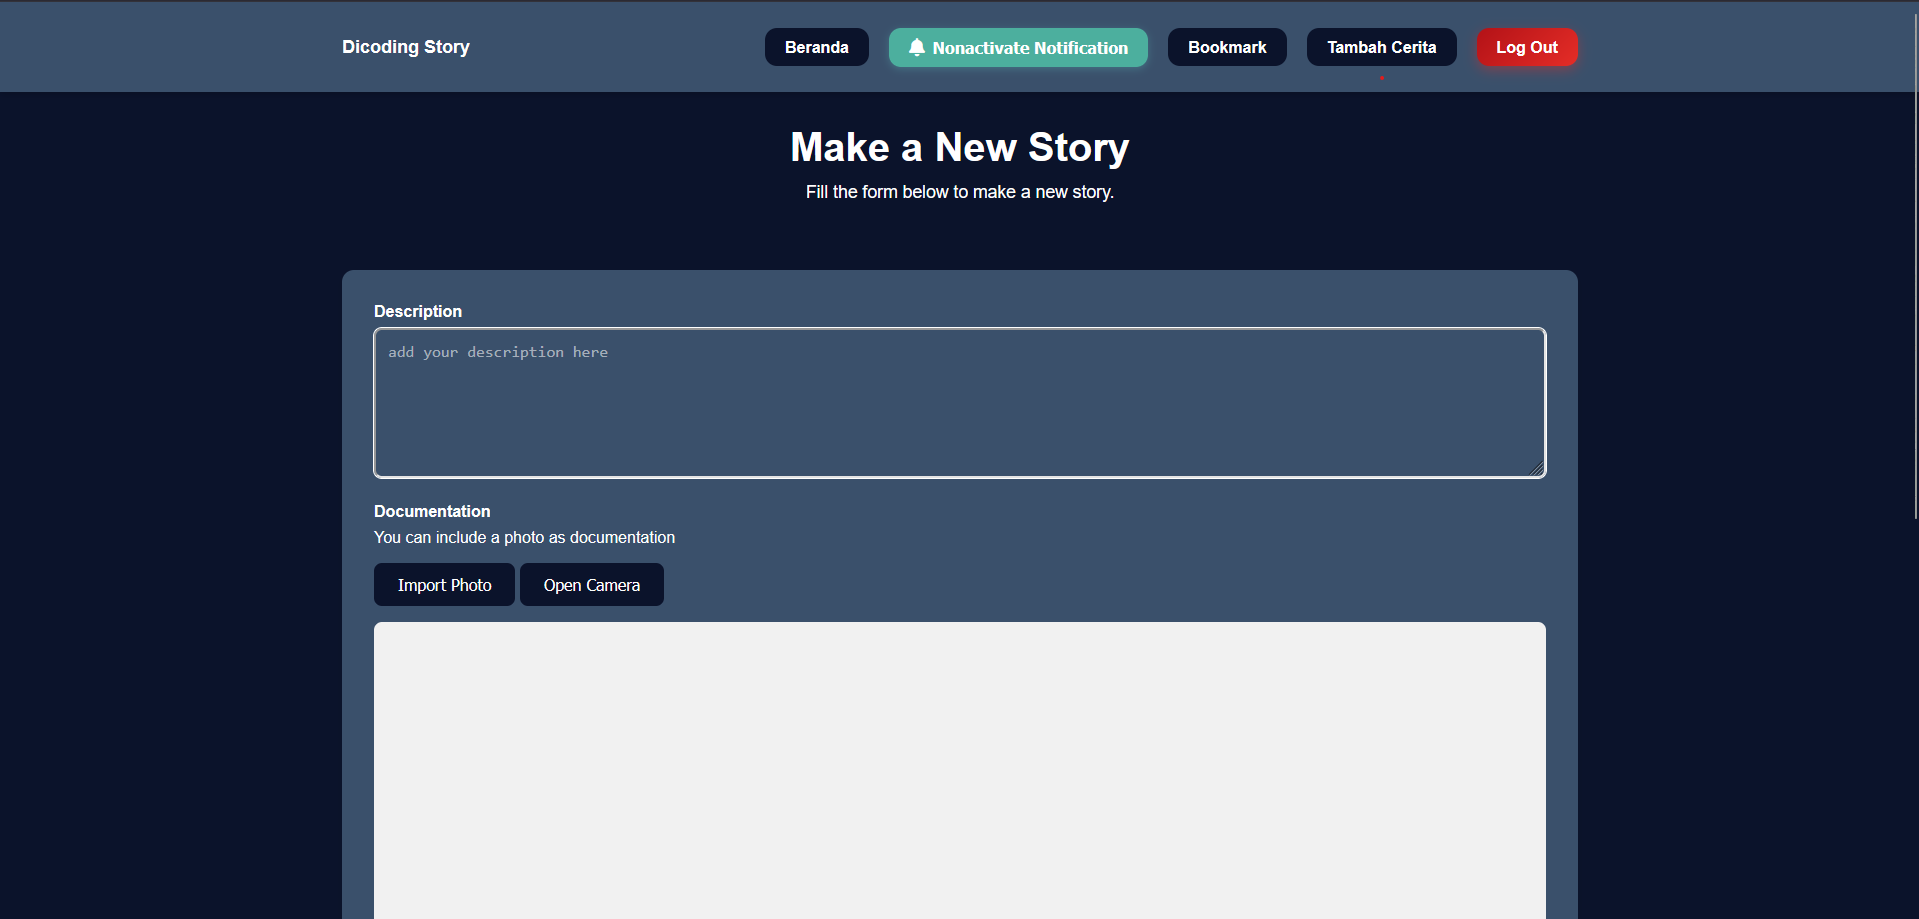 Dicoding Story
Beranda
Nonactivate Notification
Bookmark
Tambah Cerita
Log Out
Make a New Story
Fill the form below to make a new story.
Description
add your description here
Documentation
You can include a photo as documentation
Import Photo
Open Camera